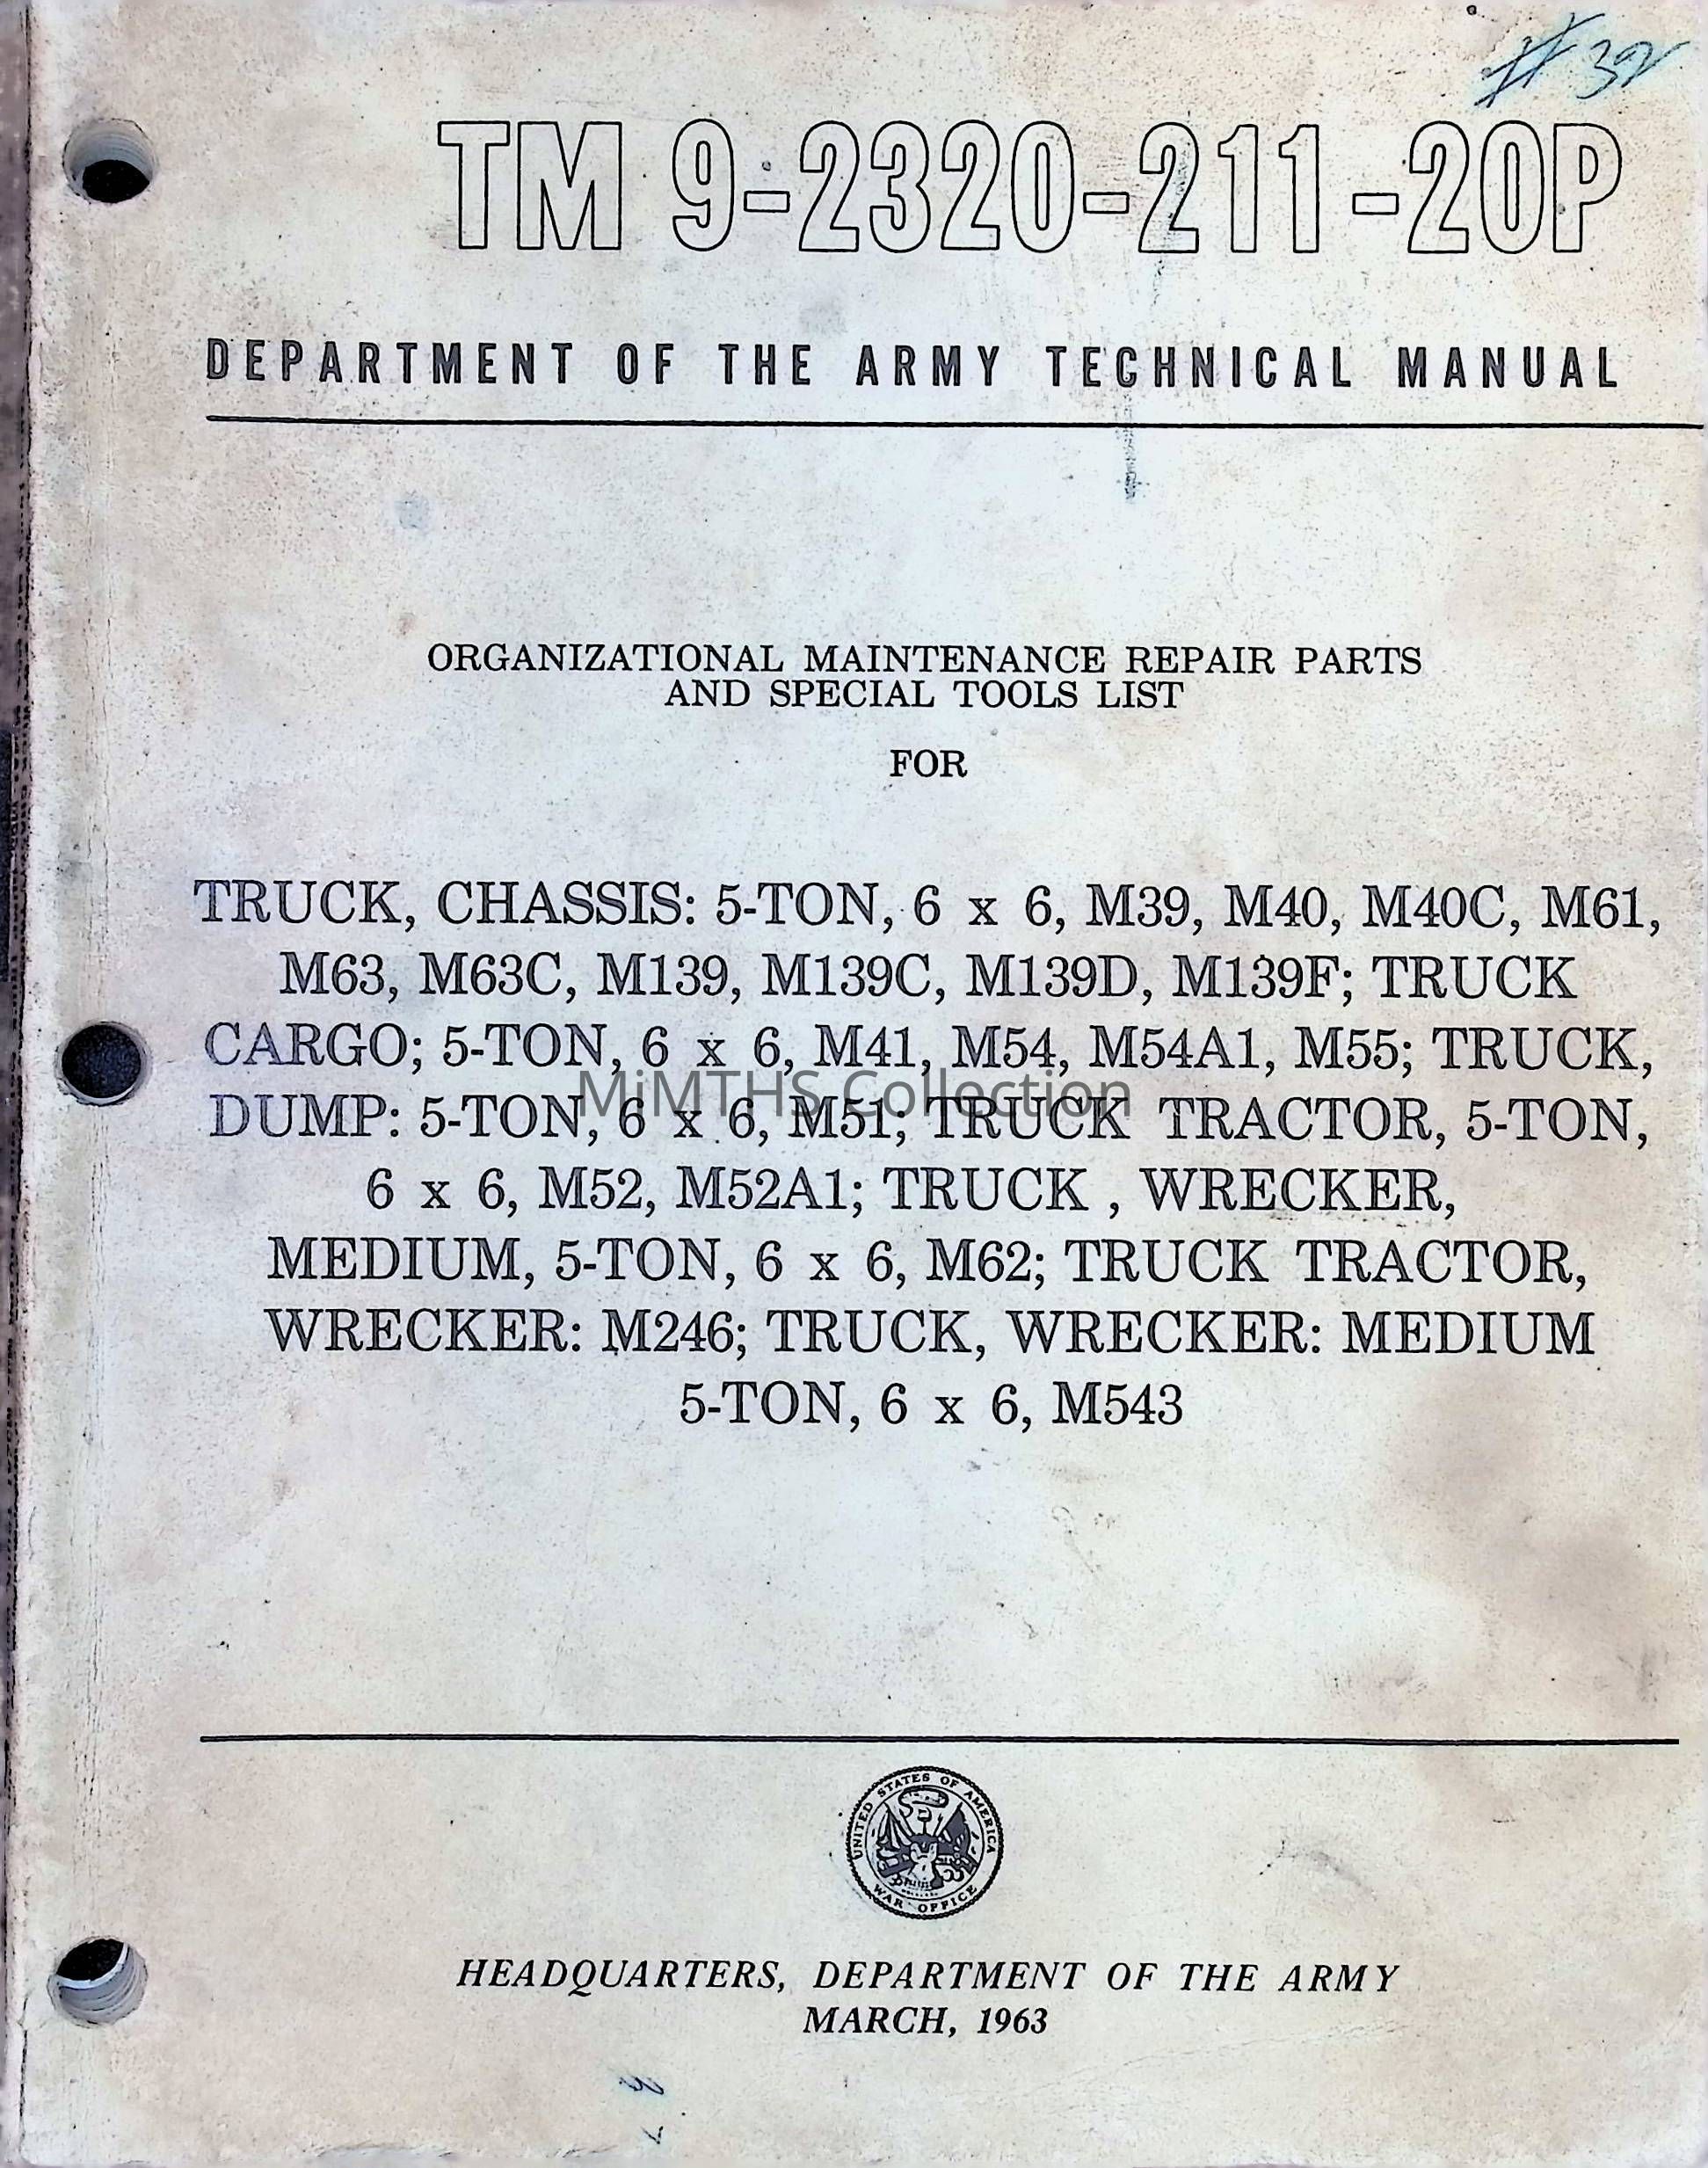 # 32
TM 9-2320-211-20P
DEPARTMENT OF THE ARMY TECHNICAL MANUAL
ORGANIZATIONAL MAINTENANCE REPAIR PARTS
AND SPECIAL TOOLS LIST
FOR
TRUCK, CHASSIS: 5-TON, 6 x 6, M39, M40, M40C, M61,
M63, M63C, M139, M139C, M139D, M139F; TRUCK
CARGO; 5-TON, 6 x 6, M41, M54, M54A1, M55; TRUCK,
MiMTHS Collection
DUMP: 5-TON, 6 x 6, M51; TRUCK TRACTOR, 5-TON,
6 x 6, M52, M52A1; TRUCK , WRECKER,
MEDIUM, 5-TON, 6 x 6, M62; TRUCK TRACTOR,
WRECKER: M246; TRUCK, WRECKER: MEDIUM
5-TON, 6 x 6, M543
UNITED STATES OF AMERICA
WAR OFFICE
HEADQUARTERS, DEPARTMENT OF THE ARMY
MARCH, 1963